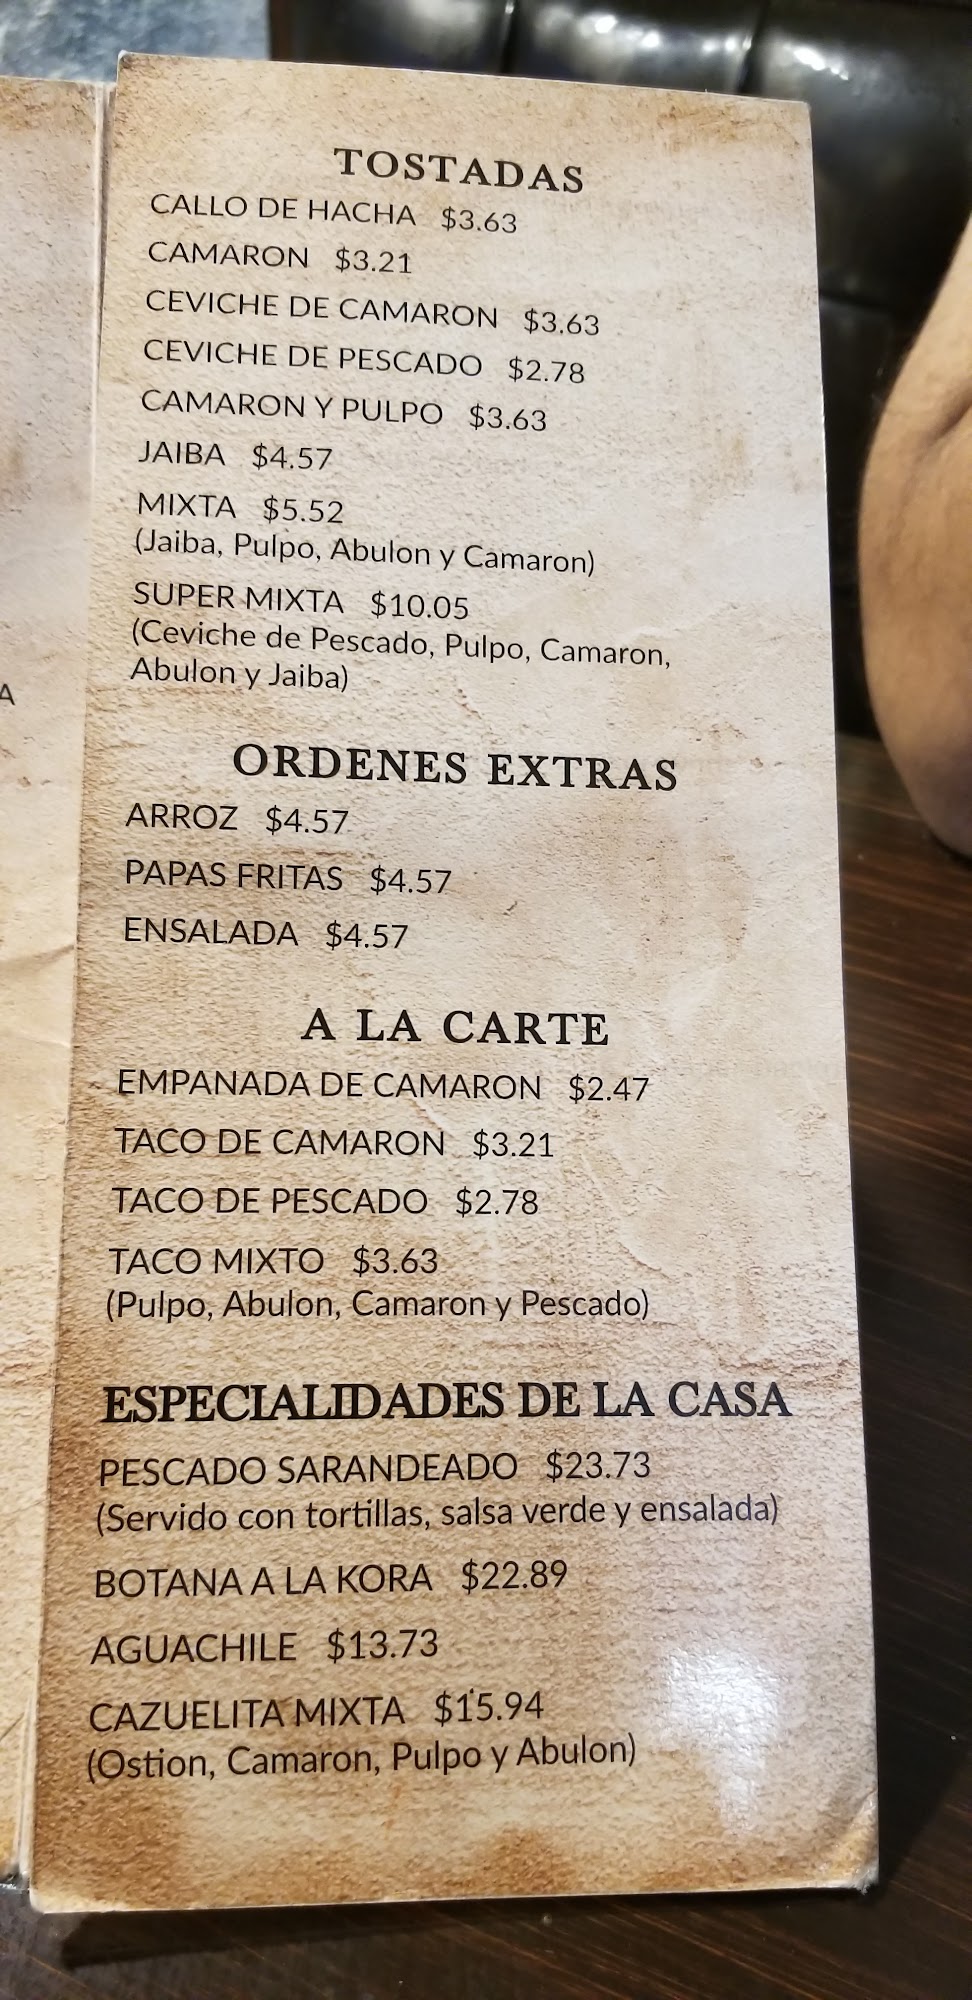 TOSTADAS
CALLO DE HACHA $3.63
CAMARON $3.21
CEVICHE DE CAMARON $3.63
CEVICHE DE PESCADO $2.78
CAMARON Y PULPO $3.63
JAIBA $4.57
MIXTA $5.52
(Jaiba, Pulpo, Abulon y Camaron)
SUPER MIXTA $10.05
(Ceviche de Pescado, Pulpo, Camaron,
Abulon y Jaiba)
A
ORDENES EXTRAS
ARROZ $4.57
PAPAS FRITAS $4.57
ENSALADA $4.57
A LA CARTE
EMPANADA DE CAMARON $2.47
TACO DE CAMARON $3.21
TACO DE PESCADO $2.78
TACO MIXTO $3.63
(Pulpo, Abulon, Camaron y Pescado)
ESPECIALIDADES DE LA CASA
PESCADO SARANDEADO $23.73
(Servido con tortillas, salsa verde y ensalada)
BOTANA A LA KORA $22.89
AGUACHILE $13.73
CAZUELITA MIXTA $15.94
(Ostion, Camaron, Pulpo y Abulon)